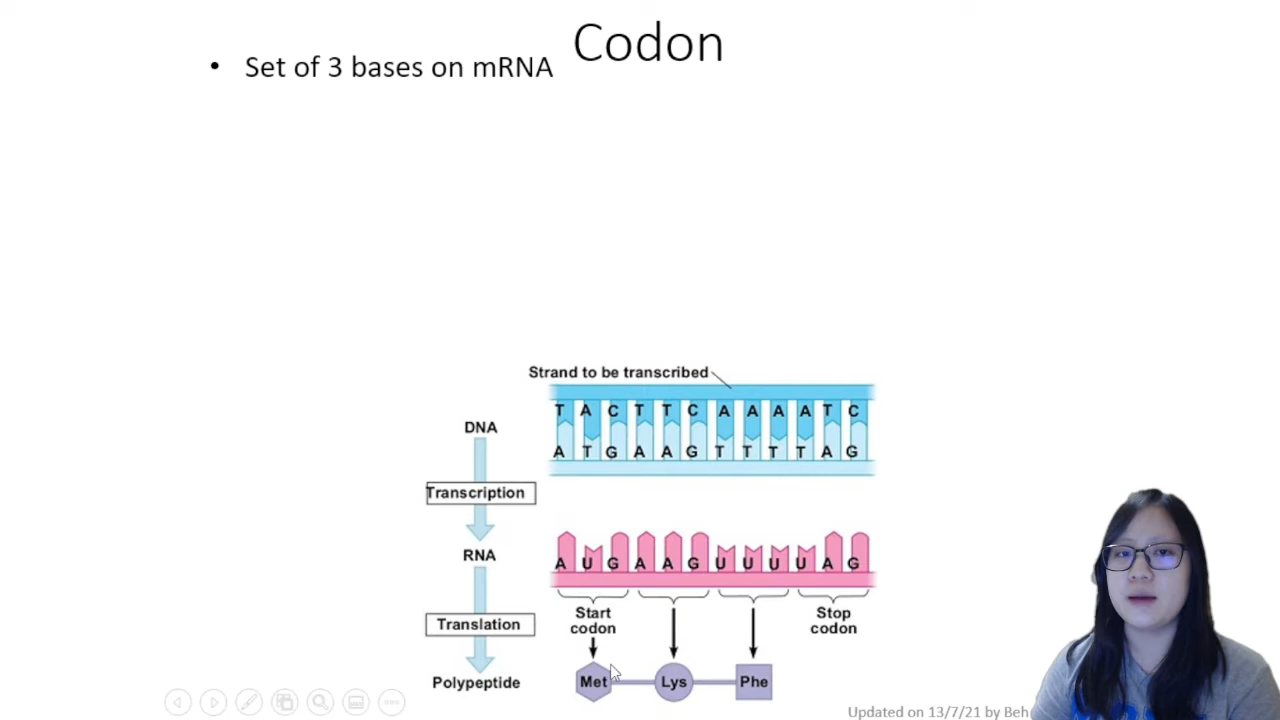 Codon
• Set of 3 bases on mRNA
Strand to be transcribed
T A C T T C A A A A T C
DNA
A T G A A G T T T T A G
Transcription
RNA
A U G A A G U U U U A G
Start codon
Stop codon
Translation
Polypeptide
Met
Lys
Phe
Updated on 13/7/21 by Beh